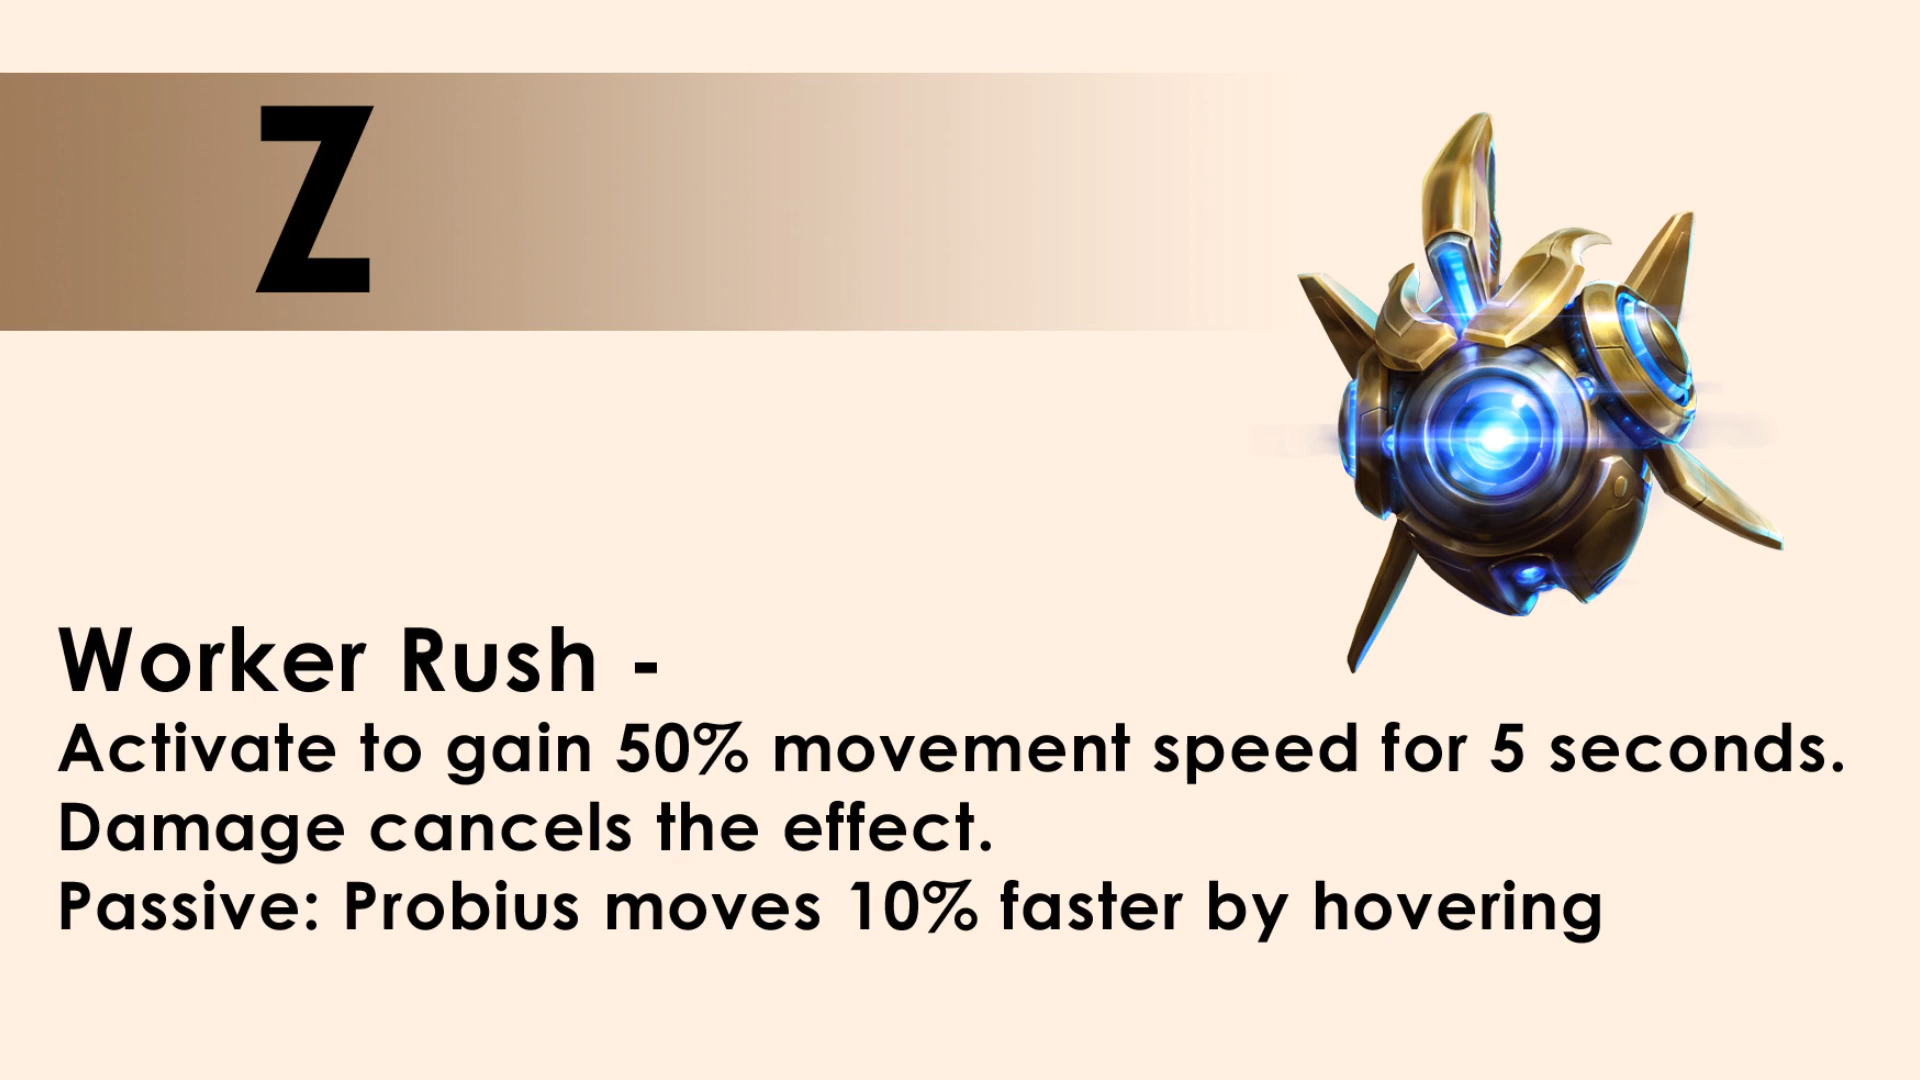 Z
Worker Rush -
Activate to gain 50% movement speed for 5 seconds.
Damage cancels the effect.
Passive: Probius moves 10% faster by hovering